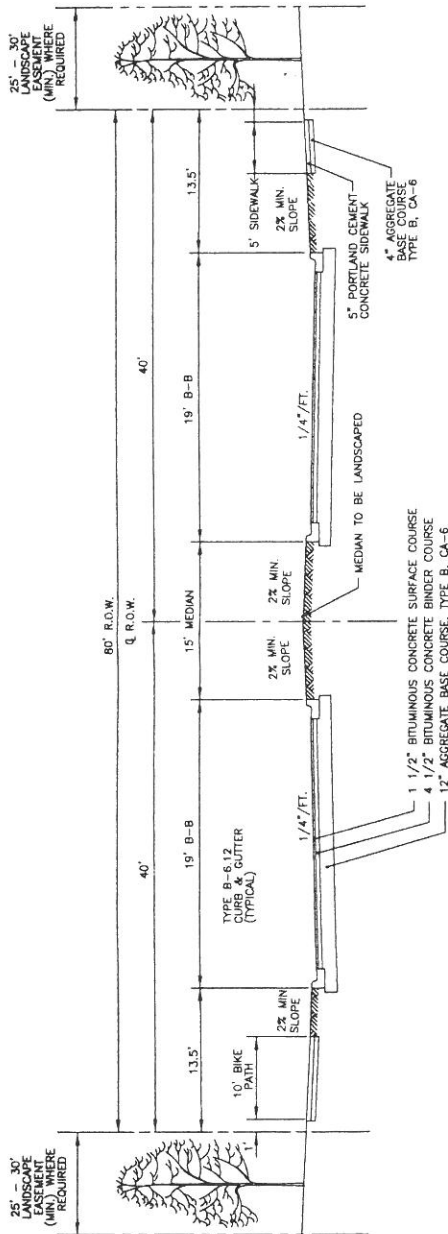 25' - 30'
LANDSCAPE
EASEMENT
(MIN.) WHERE
REQUIRED
80' R.O.W.
℄ R.O.W.
40'
40'
13.5'
19' B-B
15' MEDIAN
19' B-B
13.5'
25' - 30'
LANDSCAPE
EASEMENT
(MIN.) WHERE
REQUIRED
1'
10' BIKE
PATH
2% MIN.
SLOPE
TYPE B-6.12
CURB & GUTTER
(TYPICAL)
1/4"/FT.
2% MIN.
SLOPE
2% MIN.
SLOPE
1/4"/FT.
5' SIDEWALK
2% MIN.
SLOPE
MEDIAN TO BE LANDSCAPED
5" PORTLAND CEMENT
CONCRETE SIDEWALK
4" AGGREGATE
BASE COURSE
TYPE B, CA-6
1 1/2" BITUMINOUS CONCRETE SURFACE COURSE
4 1/2" BITUMINOUS CONCRETE BINDER COURSE
12" AGGREGATE BASE COURSE, TYPE B, CA-6